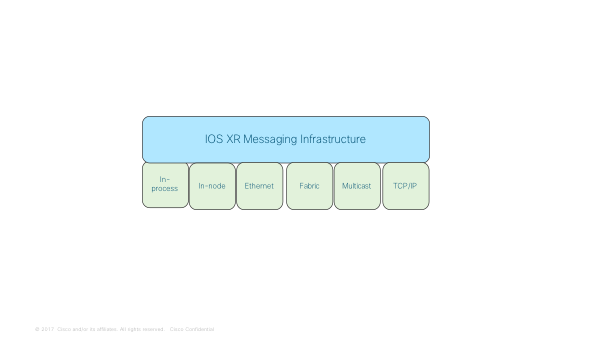 IOS XR Messaging Infrastructure
In-
process
In-node
Ethernet
Fabric
Multicast
TCP/IP
© 2017 Cisco and/or its affiliates. All rights reserved. Cisco Confidential